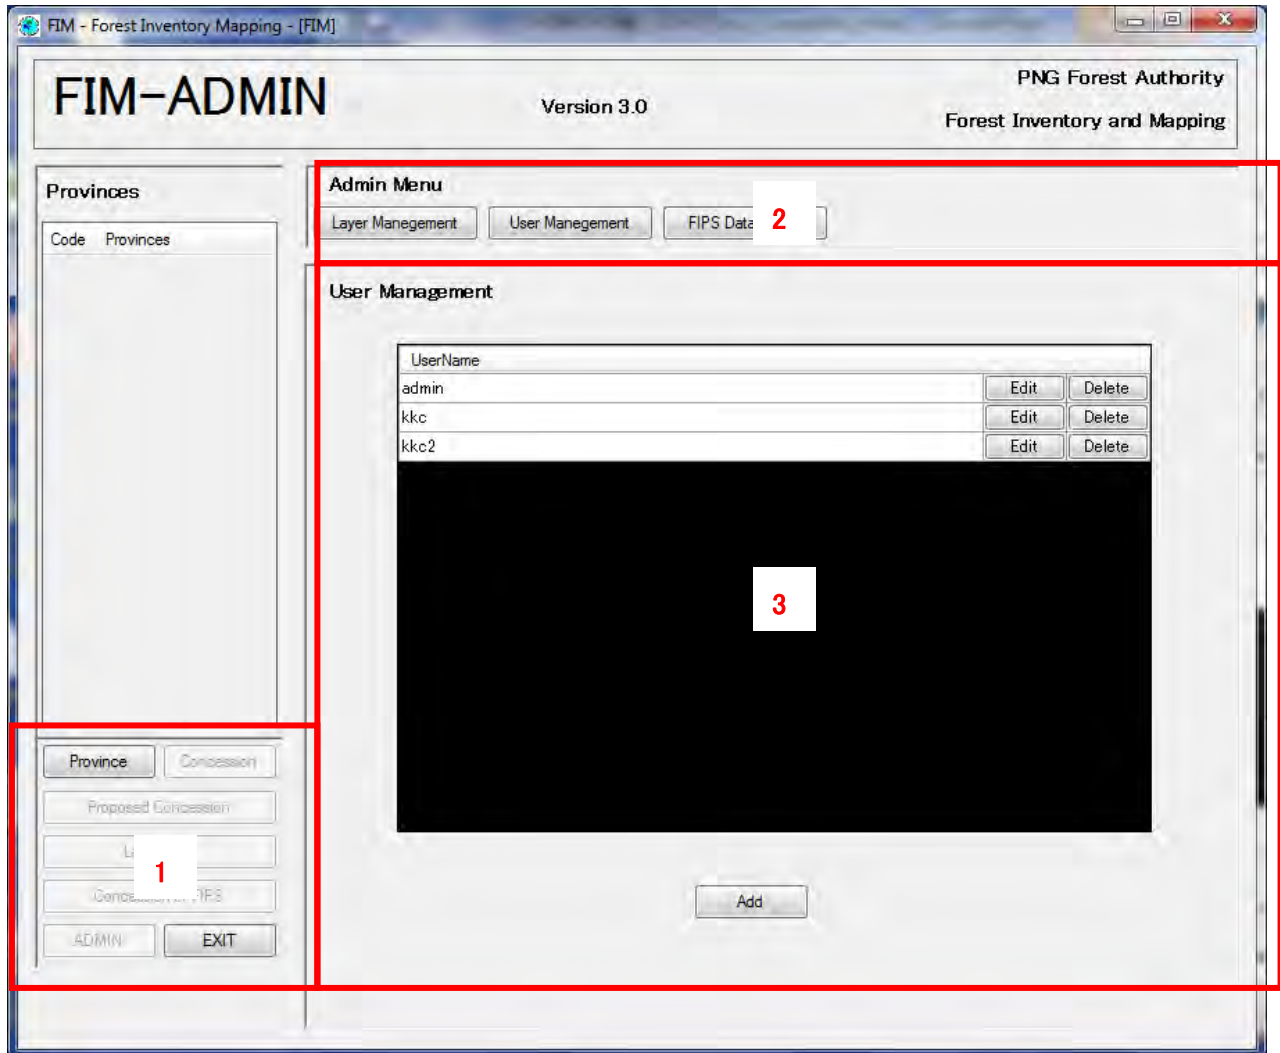 FIM - Forest Inventory Mapping - [FIM]
FIM-ADMIN
Version 3.0
PNG Forest Authority
Forest Inventory and Mapping
Provinces
Code Provinces
Admin Menu
Layer Manegement User Manegement FIPS Data
2
User Management
UserName
admin Edit Delete
kkc Edit Delete
kkc2 Edit Delete
3
Add
Province Concession
Proposed Concession
1
ADMIN EXIT